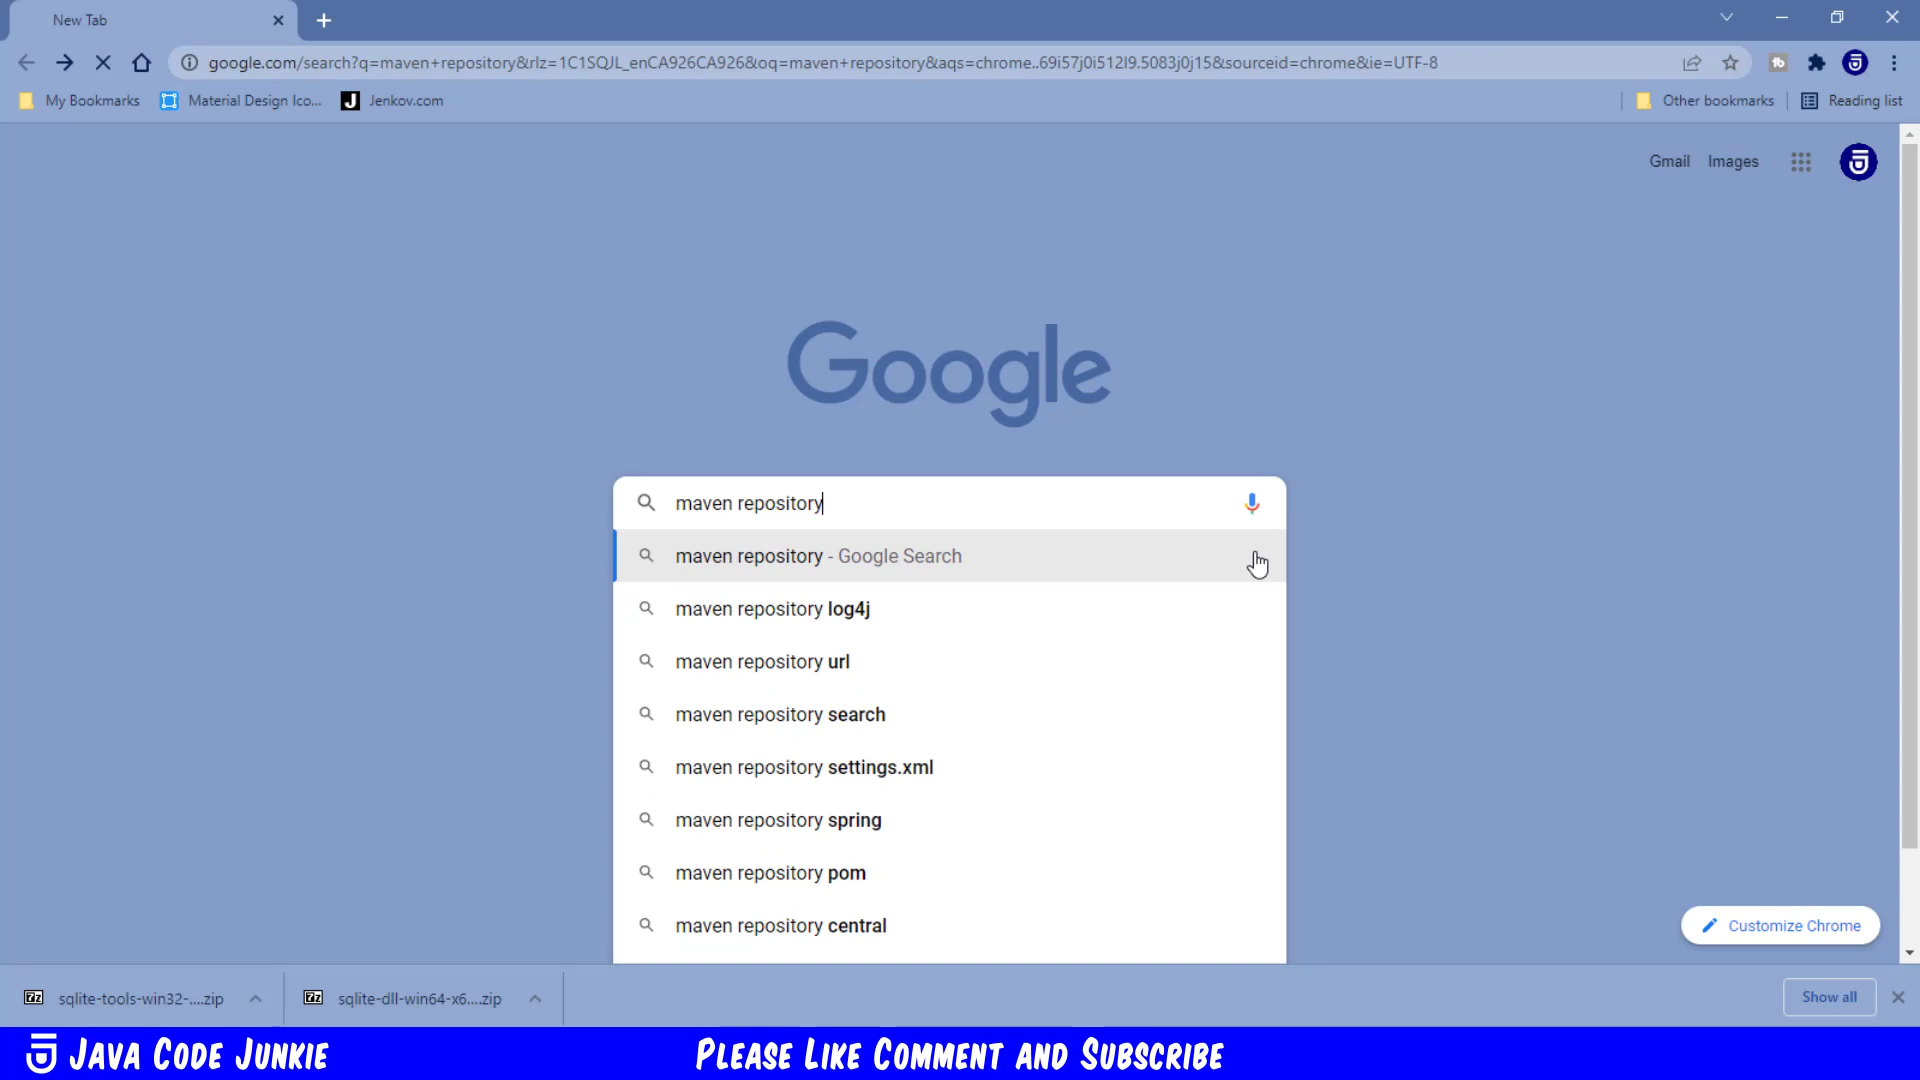 New Tab
google.com/search?q=maven+repository&rlz=1C1SQJL_enCA926CA926&oq=maven+repository&aqs=chrome..69i57j0i512l9.5083j0j15&sourceid=chrome&ie=UTF-8
My Bookmarks
Material Design Ico...
Jenkov.com
Other bookmarks
Reading list
Gmail
Images
Google
maven repository
maven repository - Google Search
maven repository log4j
maven repository url
maven repository search
maven repository settings.xml
maven repository spring
maven repository pom
maven repository central
Customize Chrome
sqlite-tools-win32-....zip
sqlite-dll-win64-x6....zip
Show all
Java Code Junkie
Please Like Comment and Subscribe